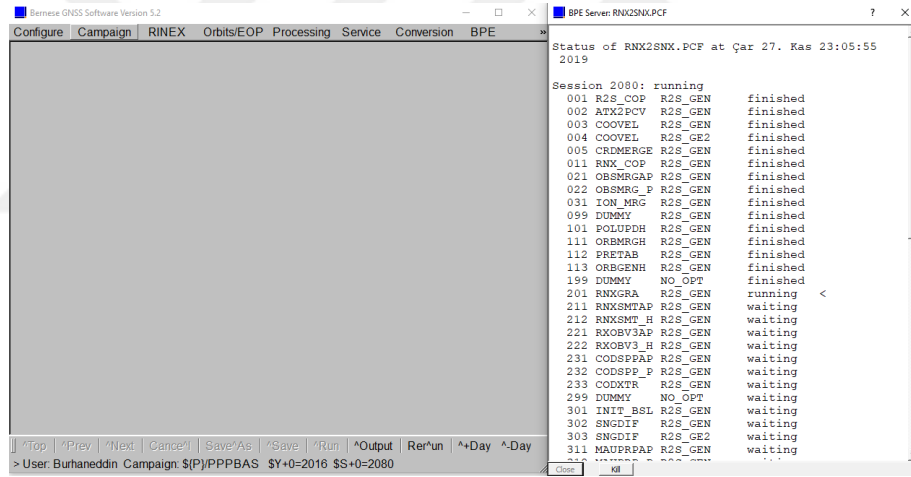 Bernese GNSS Software Version 5.2
Configure Campaign RINEX Orbits/EOP Processing Service Conversion BPE »
^Top ^Prev ^Next Cance^l Save^As ^Save ^Run ^Output Rer^un ^+Day ^-Day
> User: Burhaneddin Campaign: ${P}/PPPBAS $Y+0=2016 $S+0=2080
BPE Server: RNX2SNX.PCF
Status of RNX2SNX.PCF at Çar 27. Kas 23:05:55
2019
Session 2080: running
001 R2S_COP R2S_GEN finished
002 ATX2PCV R2S_GEN finished
003 COOVEL R2S_GEN finished
004 COOVEL R2S_GE2 finished
005 CRDMERGE R2S_GEN finished
011 RNX_COP R2S_GEN finished
021 OBSMRGAP R2S_GEN finished
022 OBSMRG_P R2S_GEN finished
031 ION_MRG R2S_GEN finished
099 DUMMY R2S_GEN finished
101 POLUPDH R2S_GEN finished
111 ORBMRGH R2S_GEN finished
112 PRETAB R2S_GEN finished
113 ORBGENH R2S_GEN finished
199 DUMMY NO_OPT finished
201 RNXGRA R2S_GEN running <
211 RNXSMTAP R2S_GEN waiting
212 RNXSMT_H R2S_GEN waiting
221 RXOBV3AP R2S_GEN waiting
222 RXOBV3_H R2S_GEN waiting
231 CODSPPAP R2S_GEN waiting
232 CODSPP_P R2S_GEN waiting
233 CODXTR R2S_GEN waiting
299 DUMMY NO_OPT waiting
301 INIT_BSL R2S_GEN waiting
302 SNGDIF R2S_GEN waiting
303 SNGDIF R2S_GE2 waiting
311 MAUPRPAP R2S_GEN waiting
Close Kill